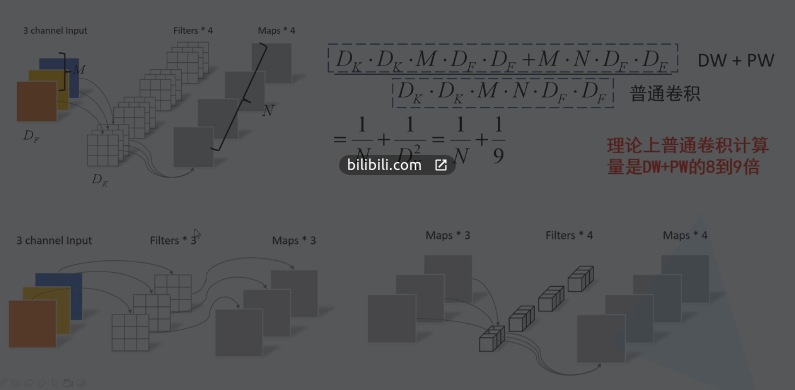 3 channel Input
Filters * 4
Maps * 4
M
N
D_F
D_K
D_K · D_K · M · D_F · D_F + M · N · D_F · D_F
DW + PW
D_K · D_K · M · N · D_F · D_F
普通卷积
= 1/N + 1/D_K^2 = 1/N + 1/9
理论上普通卷积计算
量是DW+PW的8到9倍
bilibili.com
3 channel Input
Filters * 3
Maps * 3
Maps * 3
Filters * 4
Maps * 4